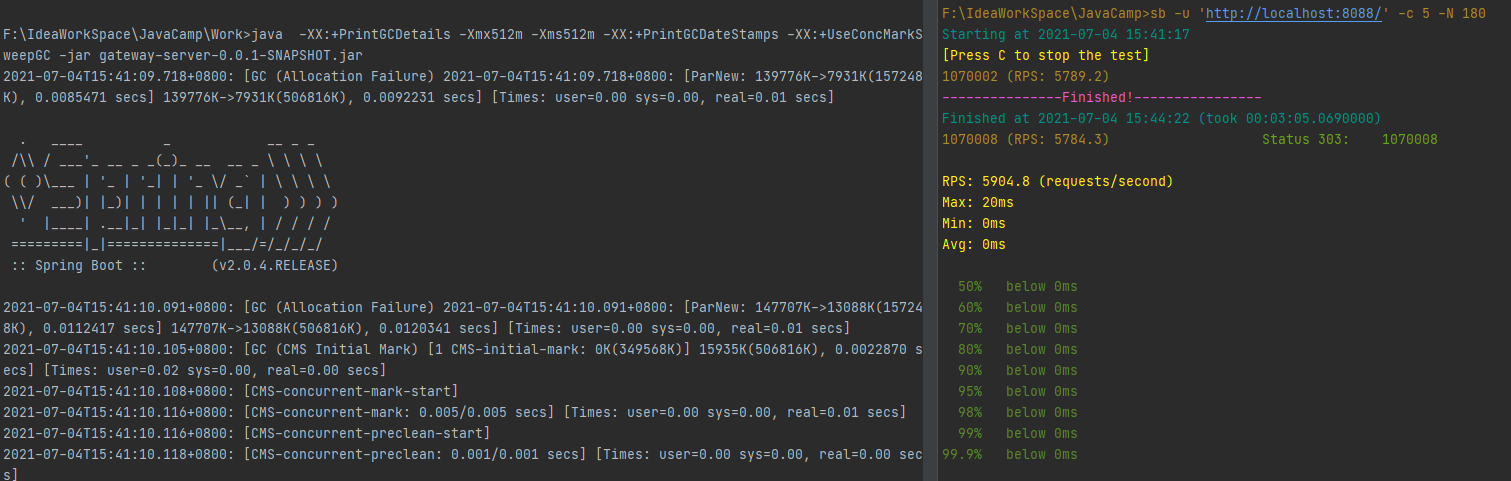 F:\IdeaWorkSpace\JavaCamp\Work>java  -XX:+PrintGCDetails -Xmx512m -Xms512m -XX:+PrintGCDateStamps -XX:+UseConcMarkS
weepGC -jar gateway-server-0.0.1-SNAPSHOT.jar
2021-07-04T15:41:09.718+0800: [GC (Allocation Failure) 2021-07-04T15:41:09.718+0800: [ParNew: 139776K->7931K(157248
K), 0.0085471 secs] 139776K->7931K(506816K), 0.0092231 secs] [Times: user=0.00 sys=0.00, real=0.01 secs]
  .   ____          _            __ _ _
 /\\ / ___'_ __ _ _(_)_ __  __ _ \ \ \ \
( ( )\___ | '_ | '_| | '_ \/ _` | \ \ \ \
 \\/  ___)| |_)| | | | | || (_| |  ) ) ) )
  '  |____| .__|_| |_|_| |_\__, | / / / /
 =========|_|==============|___/=/_/_/_/
 :: Spring Boot ::        (v2.0.4.RELEASE)
2021-07-04T15:41:10.091+0800: [GC (Allocation Failure) 2021-07-04T15:41:10.091+0800: [ParNew: 147707K->13088K(15724
8K), 0.0112417 secs] 147707K->13088K(506816K), 0.0120341 secs] [Times: user=0.00 sys=0.00, real=0.01 secs]
2021-07-04T15:41:10.105+0800: [GC (CMS Initial Mark) [1 CMS-initial-mark: 0K(349568K)] 15935K(506816K), 0.0022870 s
ecs] [Times: user=0.02 sys=0.00, real=0.00 secs]
2021-07-04T15:41:10.108+0800: [CMS-concurrent-mark-start]
2021-07-04T15:41:10.116+0800: [CMS-concurrent-mark: 0.005/0.005 secs] [Times: user=0.00 sys=0.00, real=0.01 secs]
2021-07-04T15:41:10.116+0800: [CMS-concurrent-preclean-start]
2021-07-04T15:41:10.118+0800: [CMS-concurrent-preclean: 0.001/0.001 secs] [Times: user=0.00 sys=0.00, real=0.00 sec
s]
F:\IdeaWorkSpace\JavaCamp>sb -u 'http://localhost:8088/' -c 5 -N 180
Starting at 2021-07-04 15:41:17
[Press C to stop the test]
1070002 (RPS: 5789.2)
---------------Finished!----------------
Finished at 2021-07-04 15:44:22 (took 00:03:05.0690000)
1070008 (RPS: 5784.3)                   Status 303:    1070008
RPS: 5904.8 (requests/second)
Max: 20ms
Min: 0ms
Avg: 0ms
  50%   below 0ms
  60%   below 0ms
  70%   below 0ms
  80%   below 0ms
  90%   below 0ms
  95%   below 0ms
  98%   below 0ms
  99%   below 0ms
99.9%   below 0ms